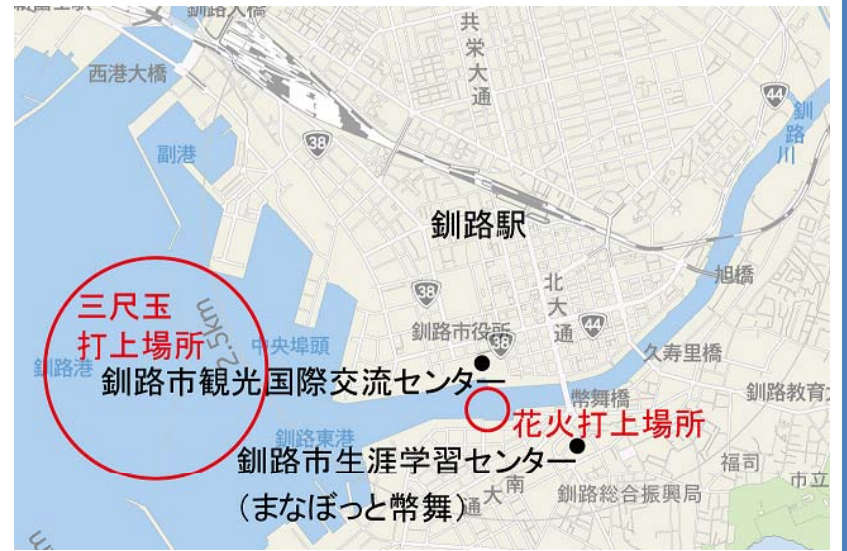 釧路大橋
共栄大通
西港大橋
44
釧路川
38
副港
釧路駅
旭橋
38
北大通
三尺玉
打上場所
2.5km
釧路市役所
38
44
中央埠頭
久寿里橋
釧路港
釧路市観光国際交流センター
幣舞橋
釧路教育
花火打上場所
釧路東港
釧路市生涯学習センター
(まなぼっと幣舞)
南大通
釧路総合振興局
福司
市立